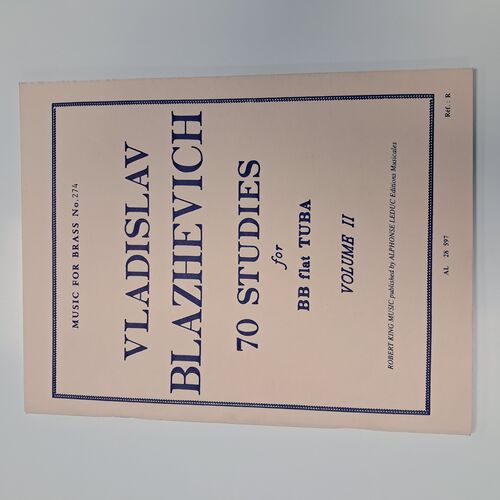 MUSIC FOR BRASS No. 274
VLADISLAV
BLAZHEVICH
70 STUDIES
for
BB flat TUBA
VOLUME II
ROBERT KING MUSIC published by ALPHONSE LEDUC Editions Musicales
AL 28 597
Réf. : R